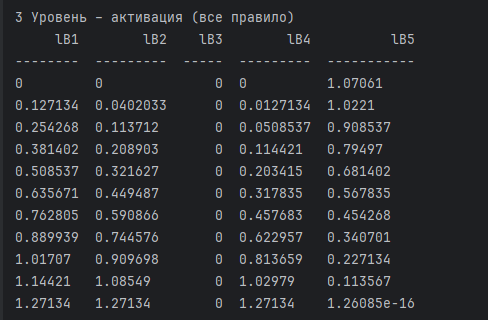 3 Уровень – активация (все правило)
lB1 lB2 lB3 lB4 lB5
-------- --------- ----- --------- -----------
0 0 0 0 1.07061
0.127134 0.0402033 0 0.0127134 1.0221
0.254268 0.113712 0 0.0508537 0.908537
0.381402 0.208903 0 0.114421 0.79497
0.508537 0.321627 0 0.203415 0.681402
0.635671 0.449487 0 0.317835 0.567835
0.762805 0.590866 0 0.457683 0.454268
0.889939 0.744576 0 0.622957 0.340701
1.01707 0.909698 0 0.813659 0.227134
1.14421 1.08549 0 1.02979 0.113567
1.27134 1.27134 0 1.27134 1.26085e-16